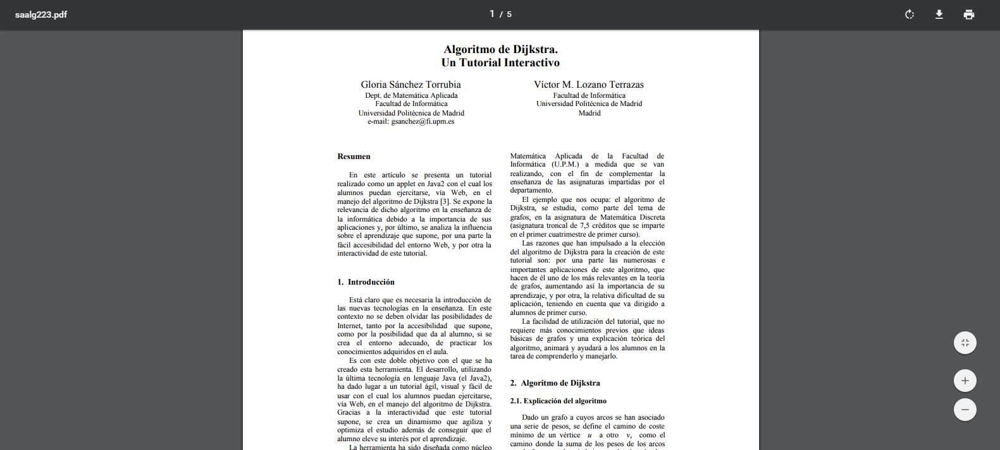 saalg223.pdf
1 / 5
Algoritmo de Dijkstra.
Un Tutorial Interactivo
Gloria Sánchez Torrubia
Dept. de Matemática Aplicada
Facultad de Informática
Universidad Politécnica de Madrid
e-mail: gsanchez@fi.upm.es
Víctor M. Lozano Terrazas
Facultad de Informática
Universidad Politécnica de Madrid
Madrid
Resumen
En este artículo se presenta un tutorial
realizado como un applet en Java2 con el cual los
alumnos puedan ejercitarse, vía Web, en el
manejo del algoritmo de Dijkstra [3]. Se expone la
relevancia de dicho algoritmo en la enseñanza de
la informática debido a la importancia de sus
aplicaciones y, por último, se analiza la influencia
sobre el aprendizaje que supone, por una parte la
fácil accesibilidad del entorno Web, y por otra la
interactividad de este tutorial.
1. Introducción
Está claro que es necesaria la introducción de
las nuevas tecnologías en la enseñanza. En este
contexto no se deben olvidar las posibilidades de
Internet, tanto por la accesibilidad que supone,
como por la posibilidad que da al alumno, si se
crea el entorno adecuado, de practicar los
conocimientos adquiridos en el aula.
Es con este doble objetivo con el que se ha
creado esta herramienta. El desarrollo, utilizando
la última tecnología en lenguaje Java (el Java2),
ha dado lugar a un tutorial ágil, visual y fácil de
usar con el cual los alumnos puedan ejercitarse,
vía Web, en el manejo del algoritmo de Dijkstra.
Gracias a la interactividad que este tutorial
supone, se crea un dinamismo que agiliza y
optimiza el estudio además de conseguir que el
alumno eleve su interés por el aprendizaje.
La herramienta ha sido diseñada como núcleo
Matemática Aplicada de la Facultad de
Informática (U.P.M.) a medida que se van
realizando, con el fin de complementar la
enseñanza de las asignaturas impartidas por el
departamento.
El ejemplo que nos ocupa: el algoritmo de
Dijkstra, se estudia, como parte del tema de
grafos, en la asignatura de Matemática Discreta
(asignatura troncal de 7,5 créditos que se imparte
en el primer cuatrimestre de primer curso).
Las razones que han impulsado a la elección
del algoritmo de Dijkstra para la creación de este
tutorial son: por una parte las numerosas e
importantes aplicaciones de este algoritmo, que
hacen de él uno de los más relevantes en la teoría
de grafos, aumentando así la importancia de su
aprendizaje, y por otra, la relativa dificultad de su
aplicación, teniendo en cuenta que va dirigido a
alumnos de primer curso.
La facilidad de utilización del tutorial, que no
requiere más conocimientos previos que ideas
básicas de grafos y una explicación teórica del
algoritmo, animará y ayudará a los alumnos en la
tarea de comprenderlo y manejarlo.
2. Algoritmo de Dijkstra
2.1. Explicación del algoritmo
Dado un grafo a cuyos arcos se han asociado
una serie de pesos, se define el camino de coste
mínimo de un vértice u a otro v, como el
camino donde la suma de los pesos de los arcos